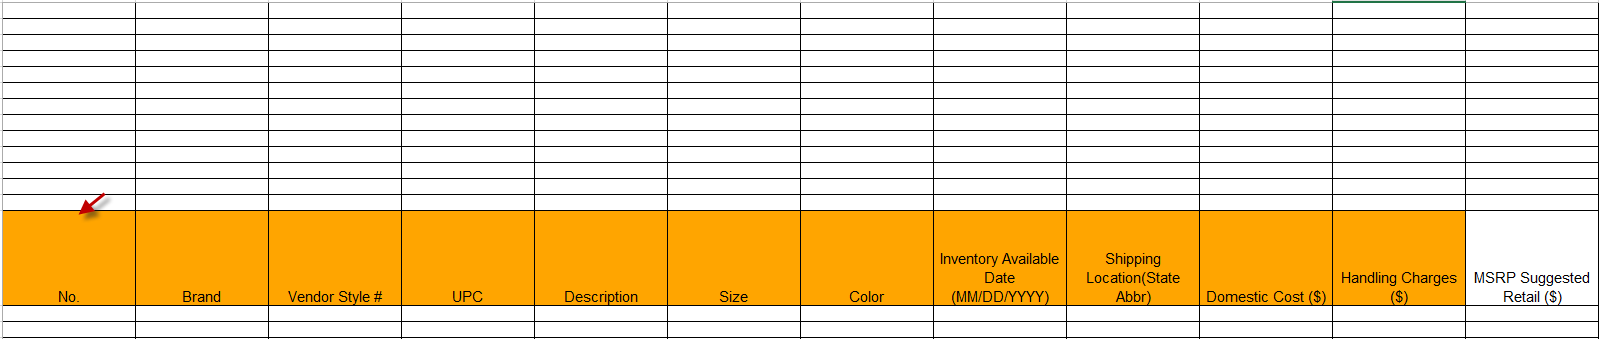 No.
Brand
Vendor Style #
UPC
Description
Size
Color
Inventory Available
Date
(MM/DD/YYYY)
Shipping
Location(State
Abbr)
Domestic Cost ($)
Handling Charges
($)
MSRP Suggested
Retail ($)